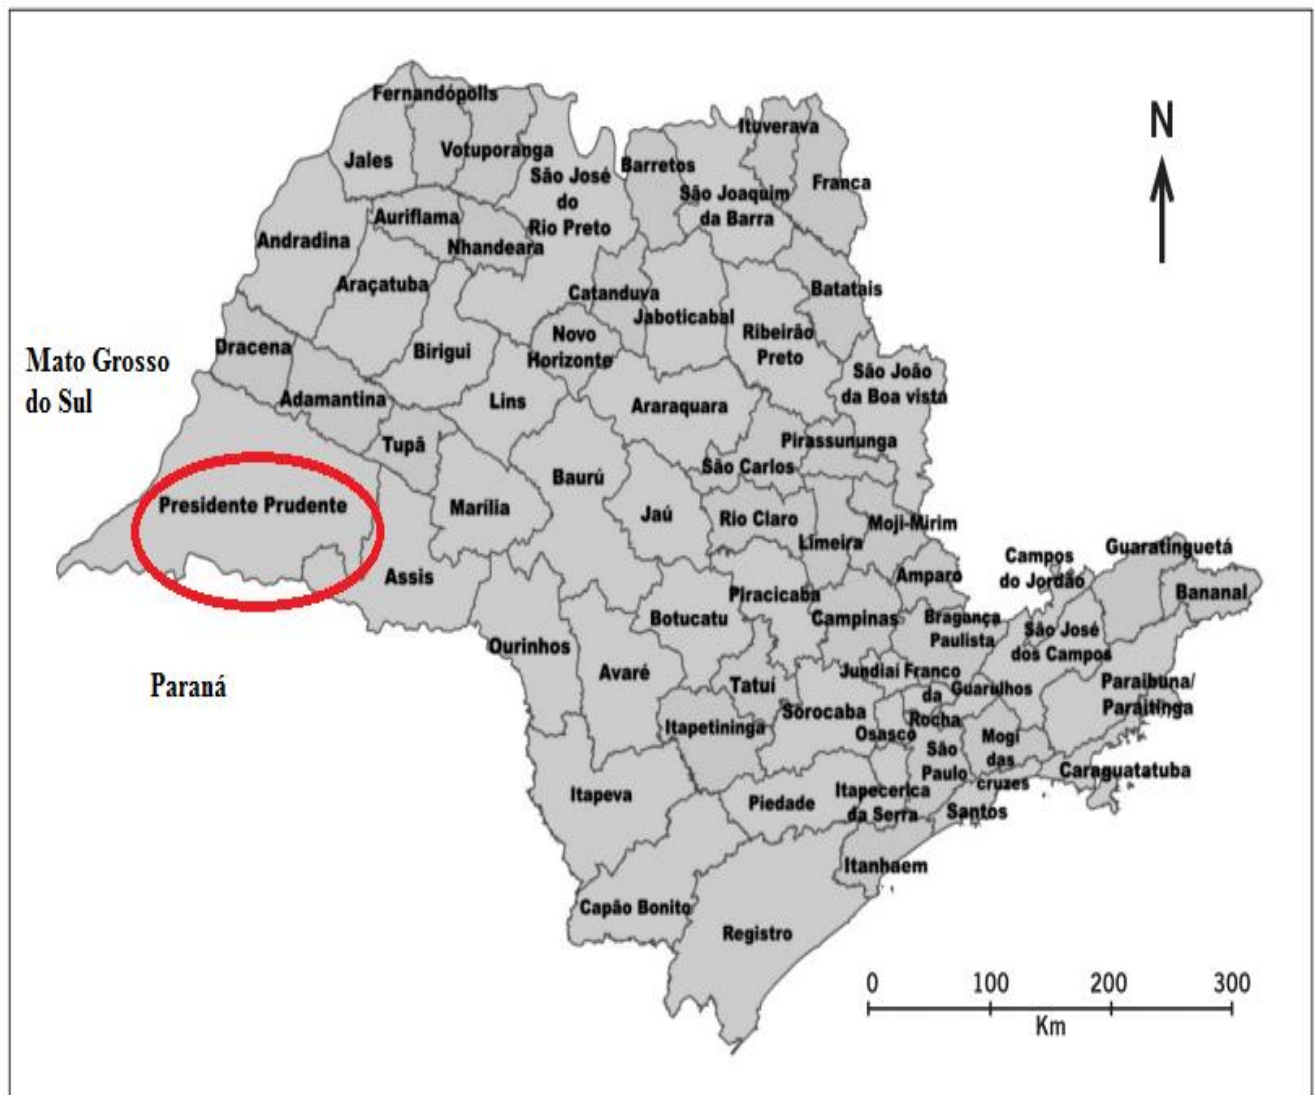 Fernandópolis
Ituverava
N
Votuporanga
Jales
Barretos
São José
do
Rio Preto
São Joaquim
da Barra
Franca
Auriflama
Andradina
Nhandeara
Araçatuba
Catanduva
Batatais
Jaboticabal
Mato Grosso
do Sul
Dracena
Birigui
Novo
Horizonte
Ribeirão
Preto
São João
da Boa vista
Adamantina
Lins
Araraquara
Tupã
Pirassununga
São Carlos
Baurú
Presidente Prudente
Marília
Jaú
Rio Claro
Moji-Mirim
Limeira
Assis
Amparo
Campos
do Jordão
Guaratinguetá
Bananal
Piracicaba
Botucatu
Campinas
Bragança
Paulista
São José
dos Campos
Ourinhos
Paraná
Avaré
Tatuí
Jundiaí
Franco
da
Rocha
Guarulhos
Paraibuna/
Paraitinga
Itapetininga
Sorocaba
Osasco
São
Paulo
Mogi
das
cruzes
Caraguatatuba
Itapeva
Piedade
Itapecerica
da Serra
Santos
Itanhaem
Capão Bonito
Registro
0 100 200 300
Km